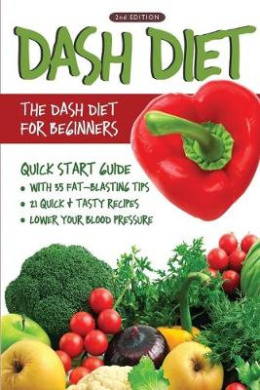 2nd EDITION
DASH DIET
THE DASH DIET
FOR BEGINNERS
QUICK START GUIDE
• WITH 35 FAT-BLASTING TIPS
• 21 QUICK & TASTY RECIPES
• LOWER YOUR BLOOD PRESSURE